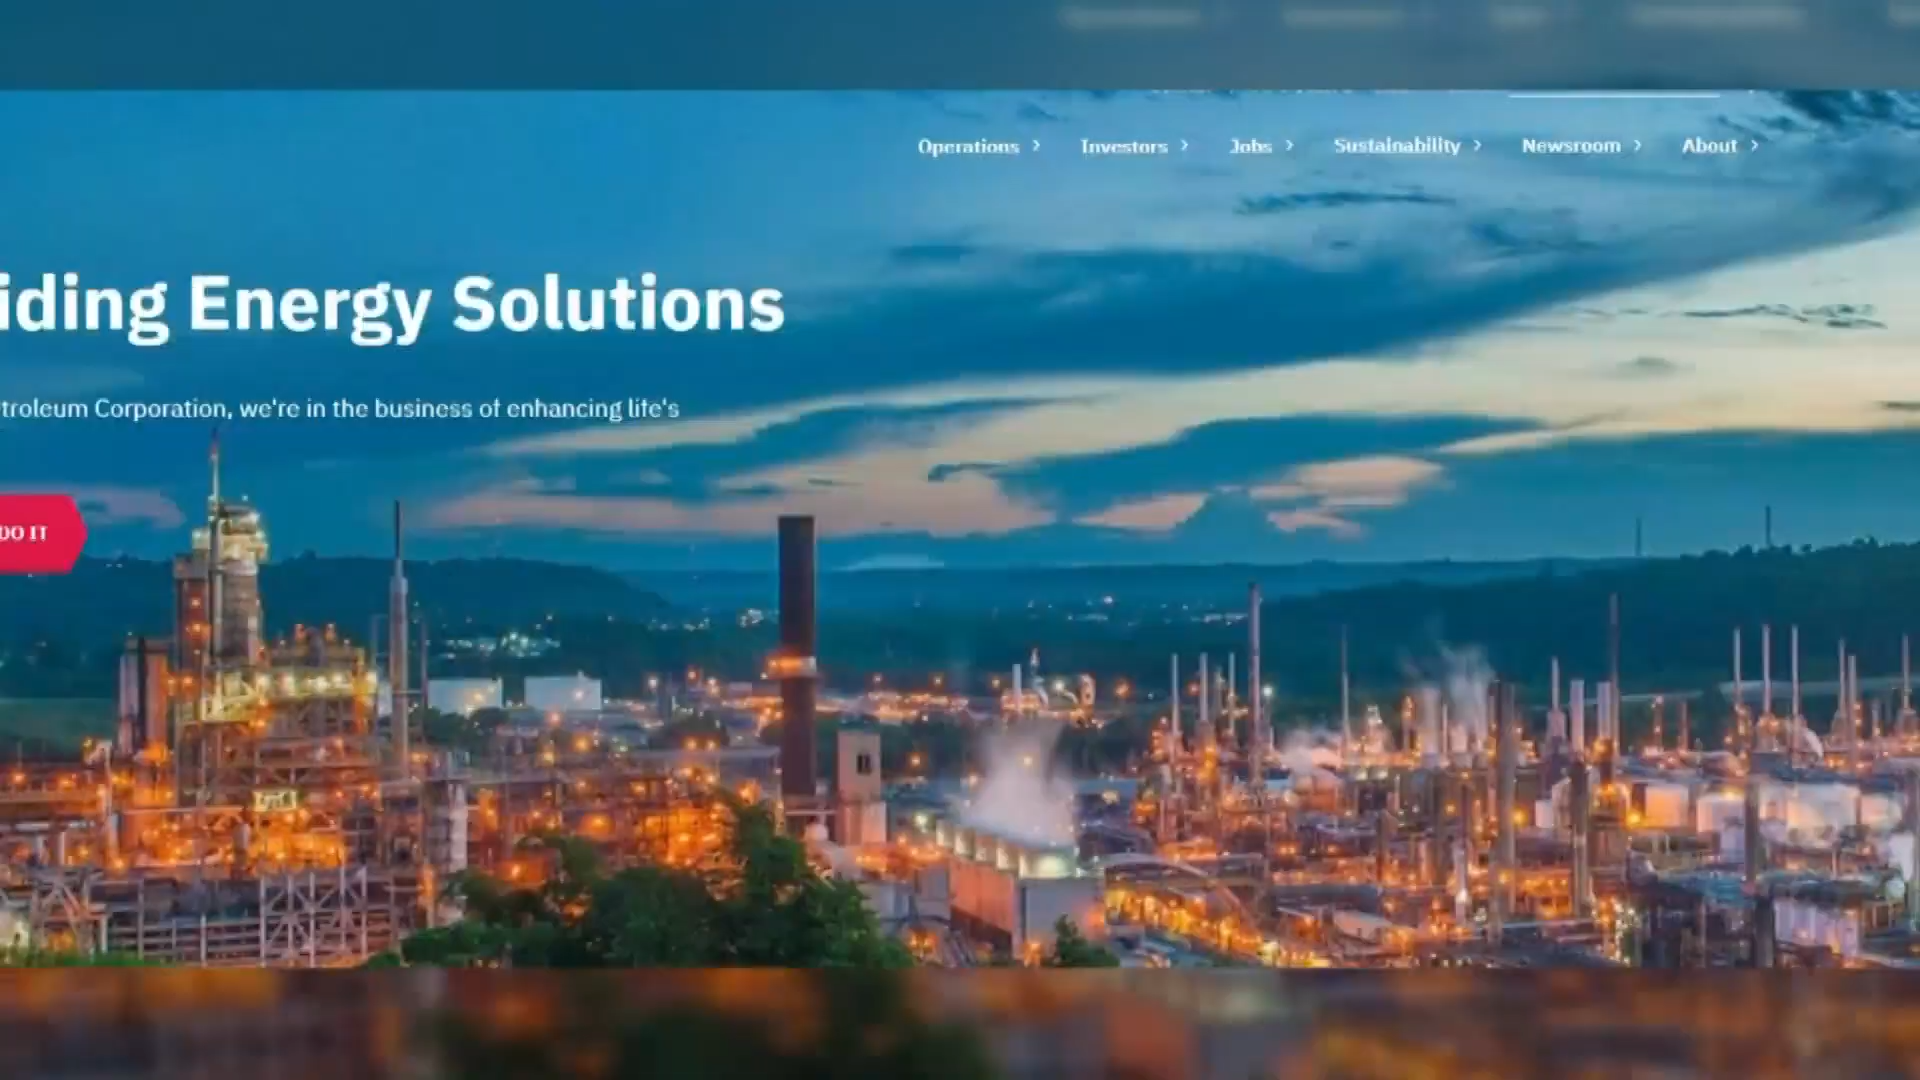 Operations Investors Jobs Sustainability Newsroom About
iding Energy Solutions
troleum Corporation, we're in the business of enhancing life's
DO IT